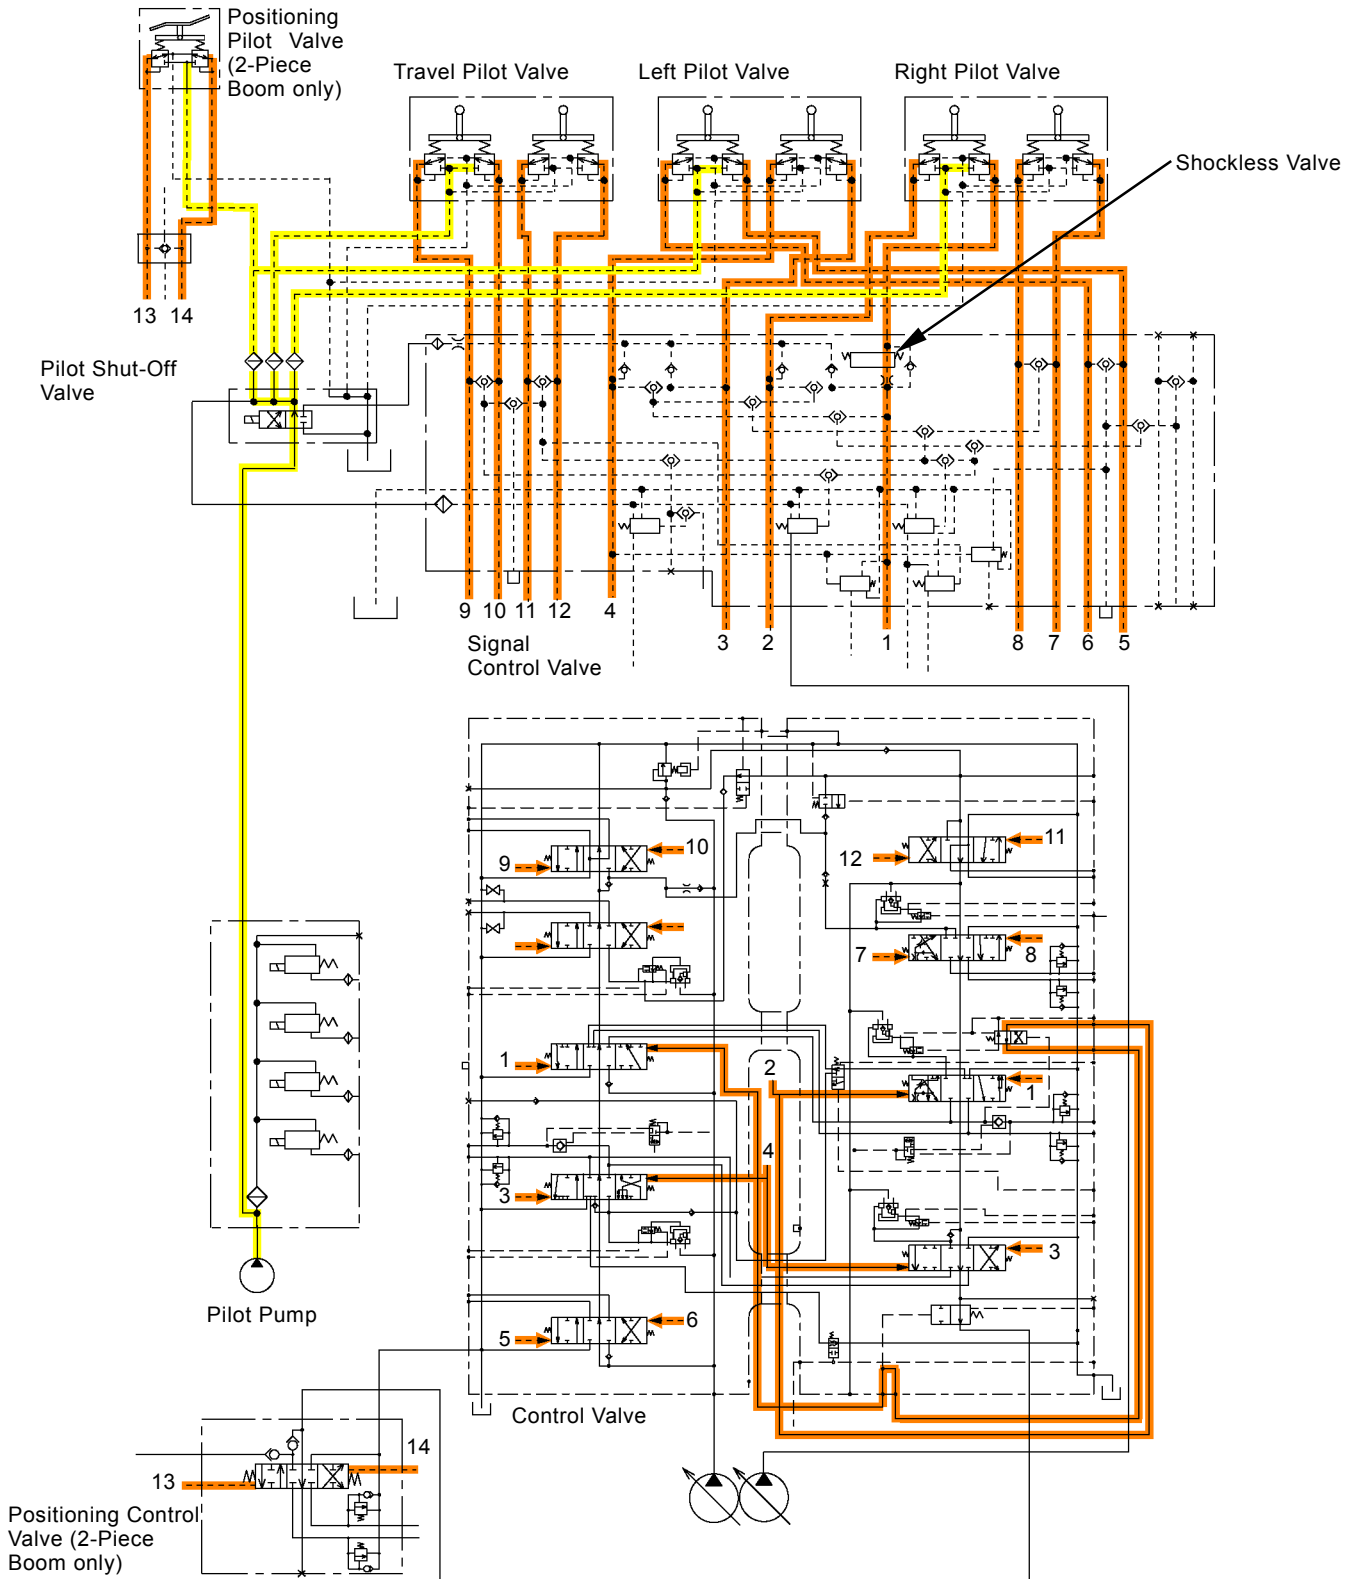 Positioning
Pilot Valve
(2-Piece
Boom only)
Travel Pilot Valve
Left Pilot Valve
Right Pilot Valve
Shockless Valve
13 14
Pilot Shut-Off
Valve
9 10 11 12 4
3 2 1 8 7 6 5
Signal
Control Valve
9
10
11
12
7
8
1
2
1
4
3
3
5
6
Pilot Pump
Control Valve
14
13
Positioning Control
Valve (2-Piece
Boom only)